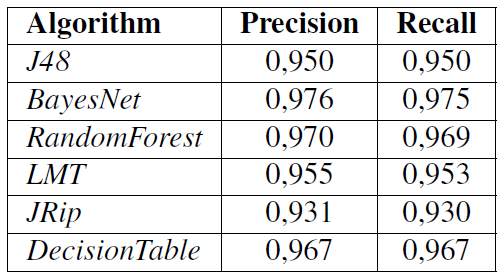 Algorithm Precision Recall
J48 0,950 0,950
BayesNet 0,976 0,975
RandomForest 0,970 0,969
LMT 0,955 0,953
JRip 0,931 0,930
DecisionTable 0,967 0,967